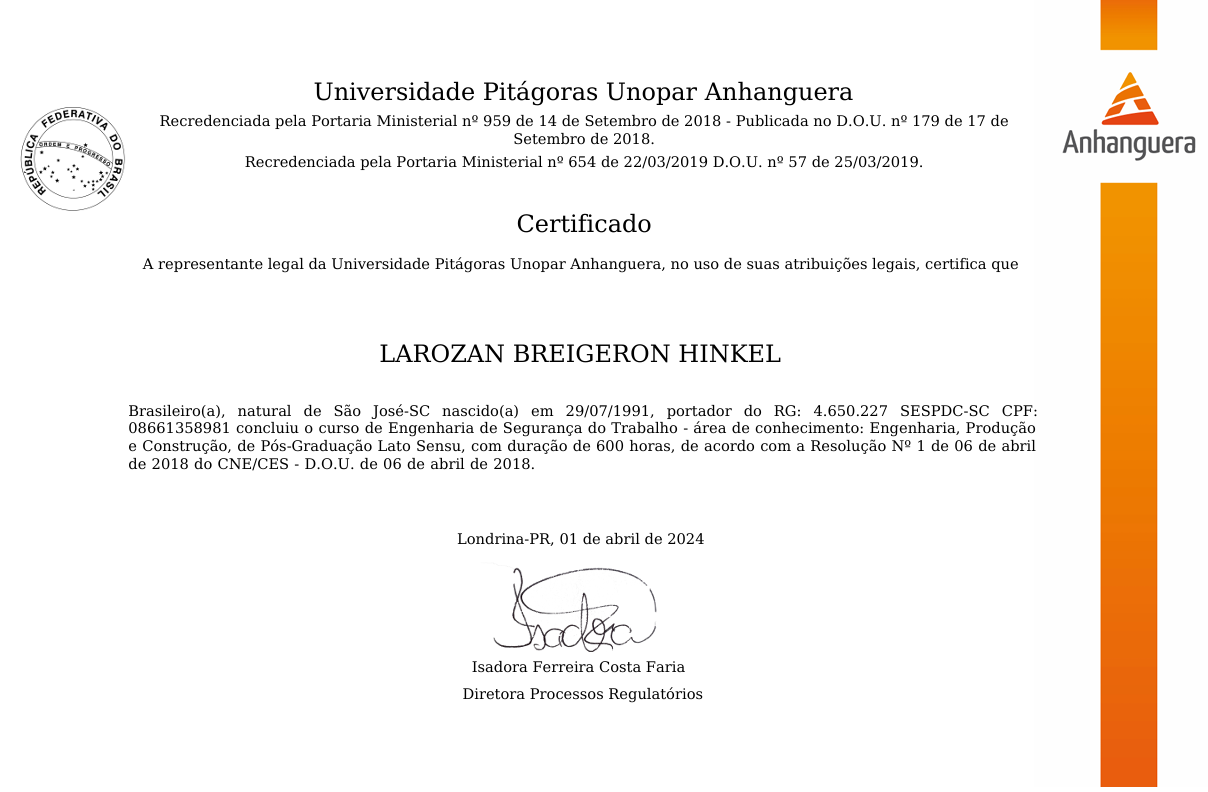 Universidade Pitágoras Unopar Anhanguera
Recredenciada pela Portaria Ministerial nº 959 de 14 de Setembro de 2018 - Publicada no D.O.U. nº 179 de 17 de
Setembro de 2018.
Recredenciada pela Portaria Ministerial nº 654 de 22/03/2019 D.O.U. nº 57 de 25/03/2019.
REPÚBLICA FEDERATIVA DO BRASIL
ORDEM E PROGRESSO
Anhanguera
Certificado
A representante legal da Universidade Pitágoras Unopar Anhanguera, no uso de suas atribuições legais, certifica que
LAROZAN BREIGERON HINKEL
Brasileiro(a), natural de São José-SC nascido(a) em 29/07/1991, portador do RG: 4.650.227 SESPDC-SC CPF:
08661358981 concluiu o curso de Engenharia de Segurança do Trabalho - área de conhecimento: Engenharia, Produção
e Construção, de Pós-Graduação Lato Sensu, com duração de 600 horas, de acordo com a Resolução Nº 1 de 06 de abril
de 2018 do CNE/CES - D.O.U. de 06 de abril de 2018.
Londrina-PR, 01 de abril de 2024
Isadora
Isadora Ferreira Costa Faria
Diretora Processos Regulatórios